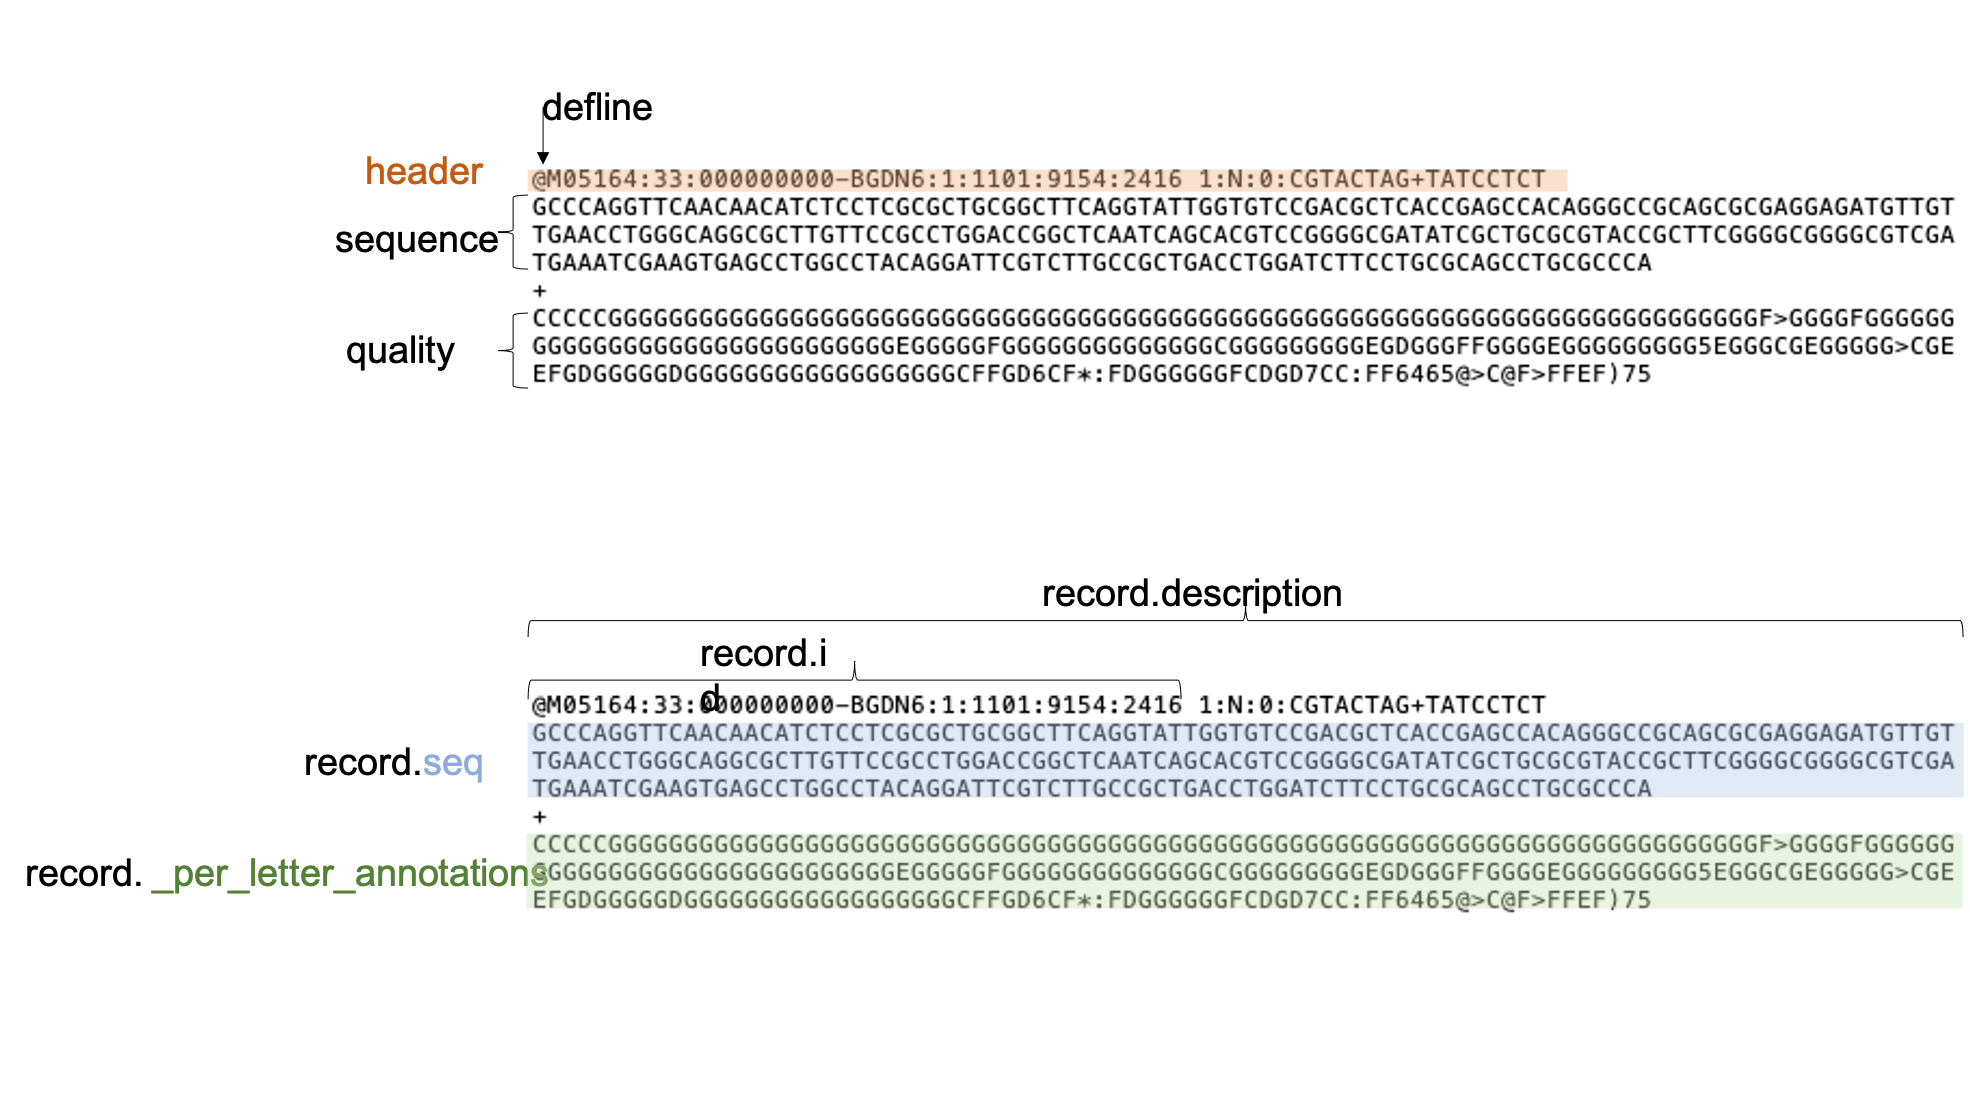 defline
header
@M05164:33:000000000-BGDN6:1:1101:9154:2416 1:N:0:CGTACTAG+TATCCTCT
sequence
GCCCAGGTTCAACAACATCTCCTCGCGCTGCGGCTTCAGGTATTGGTGTCCGACGCTCACCGAGCCACAGGGCCGCAGCGCGAGGAGATGTTGT
TGAACCTGGGCAGGCGCTTGTTCCGCCTGGACCGGCTCAATCAGCACGTCCGGGGCGATATCGCTGCGCGTACCGCTTCGGGGCGGGGCGTCGA
TGAAATCGAAGTGAGCCTGGCCTACAGGATTCGTCTTGCCGCTGACCTGGATCTTCCTGCGCAGCCTGCGCCCA
+
quality
CCCCCGGGGGGGGGGGGGGGGGGGGGGGGGGGGGGGGGGGGGGGGGGGGGGGGGGGGGGGGGGGGGGGGGGGGGGGGGGGGGF>GGGGFGGGGGG
GGGGGGGGGGGGGGGGGGGGGGGGEGGGGGFGGGGGGGGGGGGGGCGGGGGGGGGEGDGGGFFGGGGEGGGGGGGGG5EGGGCGEGGGGG>CGE
EFGDGGGGGDGGGGGGGGGGGGGGGGGGCFFGD6CF*:FDGGGGGGFCDGD7CC:FF6465@>C@F>FFEF)75
record.description
record.i
d
@M05164:33:000000000-BGDN6:1:1101:9154:2416 1:N:0:CGTACTAG+TATCCTCT
record.seq
GCCCAGGTTCAACAACATCTCCTCGCGCTGCGGCTTCAGGTATTGGTGTCCGACGCTCACCGAGCCACAGGGCCGCAGCGCGAGGAGATGTTGT
TGAACCTGGGCAGGCGCTTGTTCCGCCTGGACCGGCTCAATCAGCACGTCCGGGGCGATATCGCTGCGCGTACCGCTTCGGGGCGGGGCGTCGA
TGAAATCGAAGTGAGCCTGGCCTACAGGATTCGTCTTGCCGCTGACCTGGATCTTCCTGCGCAGCCTGCGCCCA
+
record. _per_letter_annotations
CCCCCGGGGGGGGGGGGGGGGGGGGGGGGGGGGGGGGGGGGGGGGGGGGGGGGGGGGGGGGGGGGGGGGGGGGGGGGGGGGGF>GGGGFGGGGGG
GGGGGGGGGGGGGGGGGGGGGGGGEGGGGGFGGGGGGGGGGGGGGCGGGGGGGGGEGDGGGFFGGGGEGGGGGGGGG5EGGGCGEGGGGG>CGE
EFGDGGGGGDGGGGGGGGGGGGGGGGGGCFFGD6CF*:FDGGGGGGFCDGD7CC:FF6465@>C@F>FFEF)75